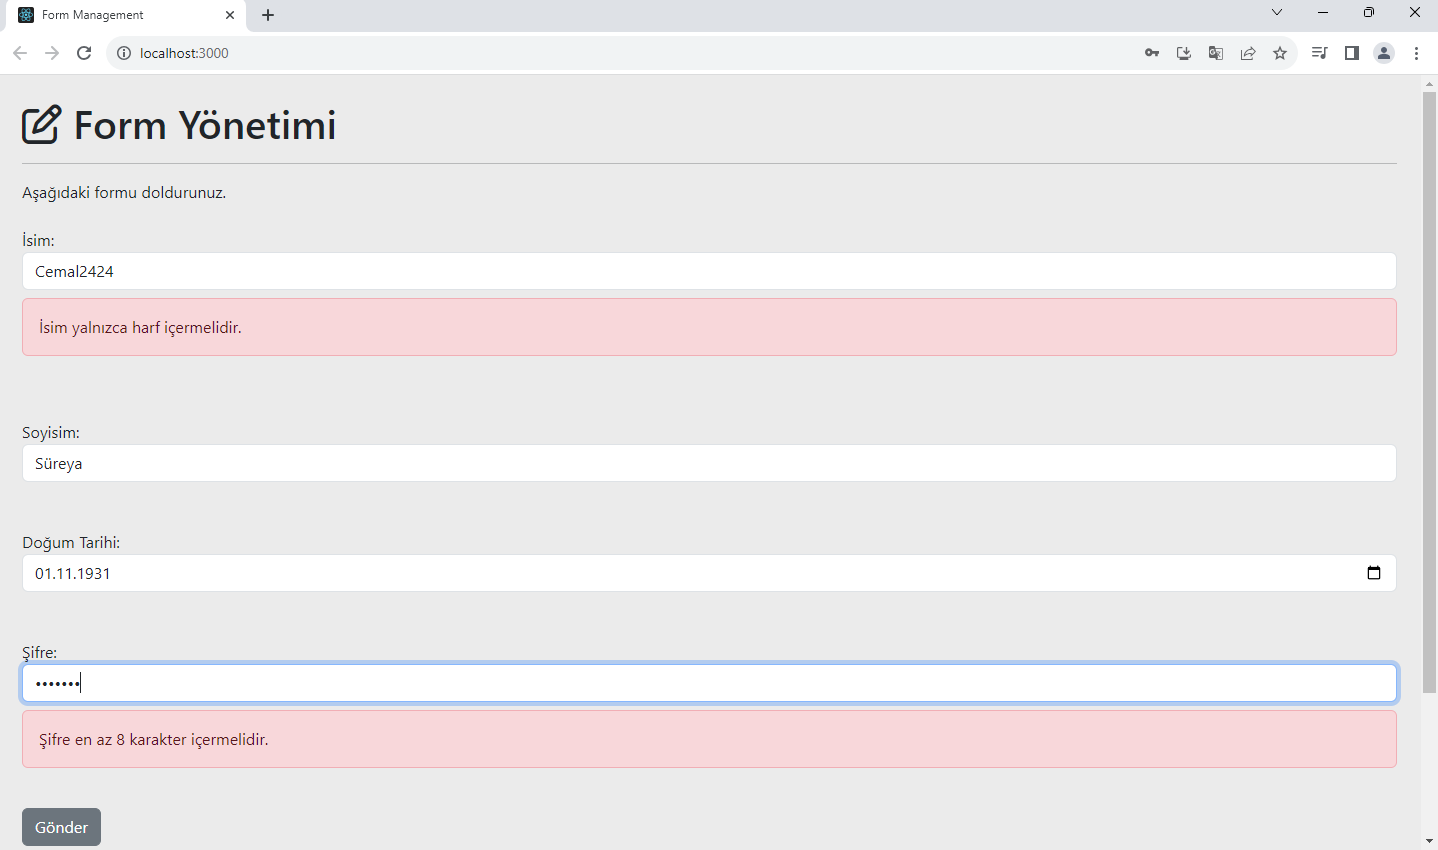 Form Management
localhost:3000
Form Yönetimi
Aşağıdaki formu doldurunuz.
İsim:
Cemal2424
İsim yalnızca harf içermelidir.
Soyisim:
Süreya
Doğum Tarihi:
01.11.1931
Şifre:
•••••••
Şifre en az 8 karakter içermelidir.
Gönder